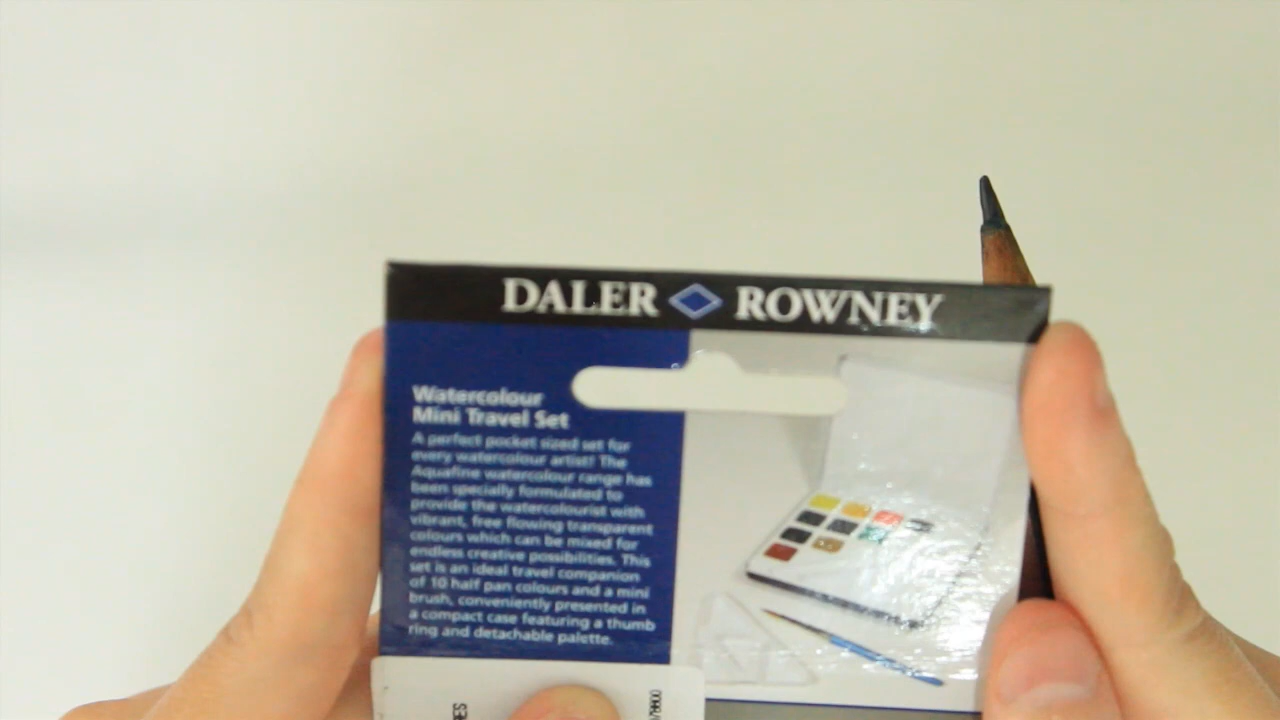 DALER ROWNEY
Watercolour
Mini Travel Set
A perfect pocket sized set for
every watercolour artist! The
Aquafine watercolour range has
been specially formulated to
provide the watercolourist with
vibrant, free flowing transparent
colours which can be mixed for
endless creative possibilities. This
set is an ideal travel companion
of 10 half pan colours and a mini
brush, conveniently presented in
a compact case featuring a thumb
ring and detachable palette.